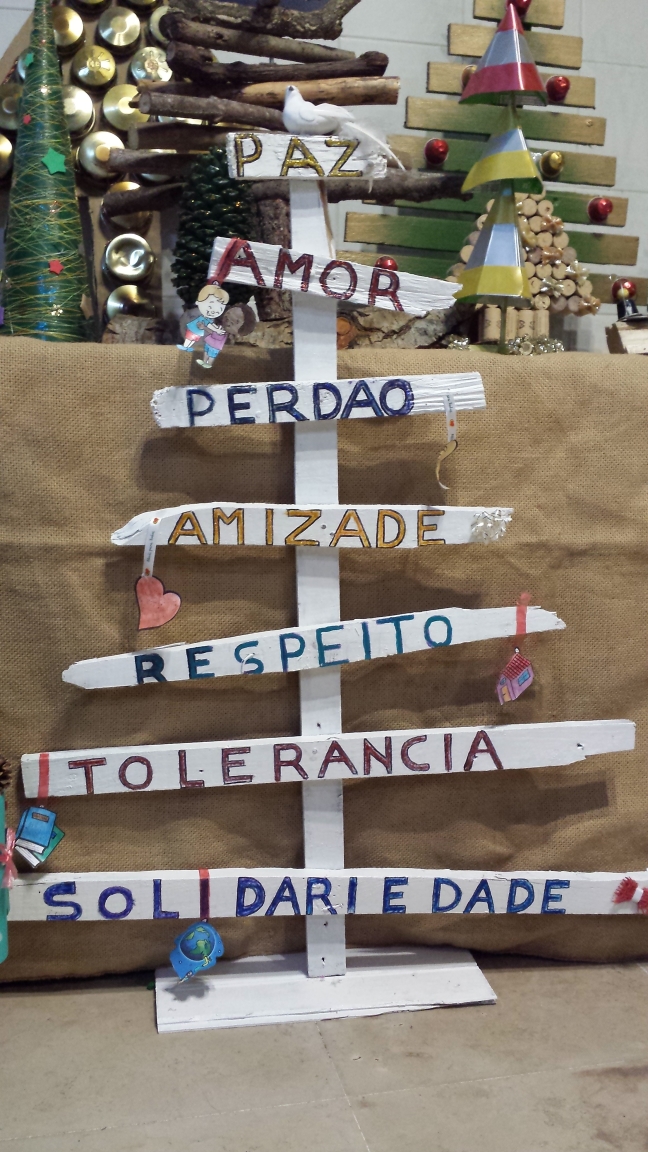 PAZ
AMOR
PERDAO
AMIZADE
RESPEITO
TOLERANCIA
SOLIDARIEDADE